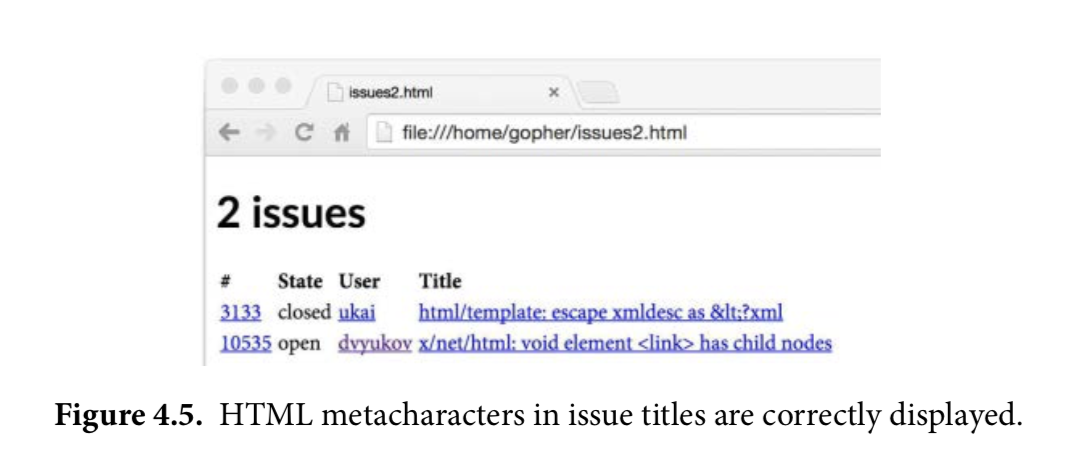 issues2.html
file:///home/gopher/issues2.html
2 issues
# State User Title
3133 closed ukai html/template: escape xmldesc as &lt;?xml
10535 open dvyukov x/net/html: void element <link> has child nodes
Figure 4.5. HTML metacharacters in issue titles are correctly displayed.